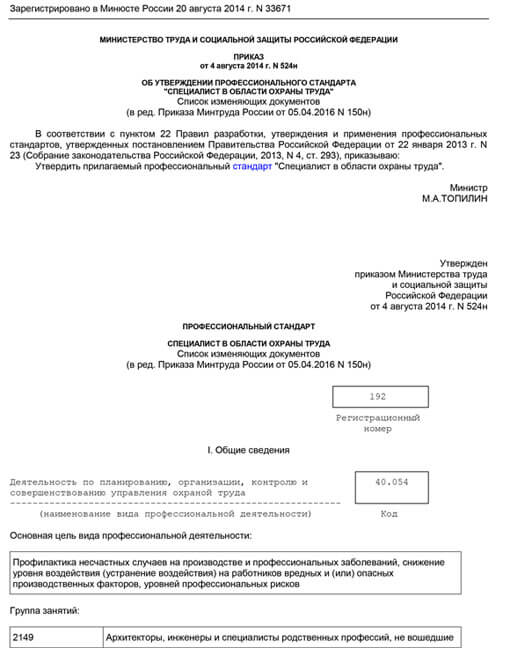 Зарегистрировано в Минюсте России 20 августа 2014 г. N 33671
МИНИСТЕРСТВО ТРУДА И СОЦИАЛЬНОЙ ЗАЩИТЫ РОССИЙСКОЙ ФЕДЕРАЦИИ
ПРИКАЗ
от 4 августа 2014 г. N 524н
ОБ УТВЕРЖДЕНИИ ПРОФЕССИОНАЛЬНОГО СТАНДАРТА
"СПЕЦИАЛИСТ В ОБЛАСТИ ОХРАНЫ ТРУДА"
Список изменяющих документов
(в ред. Приказа Минтруда России от 05.04.2016 N 150н)
В соответствии с пунктом 22 Правил разработки, утверждения и применения профессиональных
стандартов, утвержденных постановлением Правительства Российской Федерации от 22 января 2013 г. N
23 (Собрание законодательства Российской Федерации, 2013, N 4, ст. 293), приказываю:
Утвердить прилагаемый профессиональный стандарт "Специалист в области охраны труда".
Министр
М.А.ТОПИЛИН
Утвержден
приказом Министерства труда
и социальной защиты
Российской Федерации
от 4 августа 2014 г. N 524н
ПРОФЕССИОНАЛЬНЫЙ СТАНДАРТ
СПЕЦИАЛИСТ В ОБЛАСТИ ОХРАНЫ ТРУДА
Список изменяющих документов
(в ред. Приказа Минтруда России от 05.04.2016 N 150н)
192
Регистрационный
номер
I. Общие сведения
Деятельность по планированию, организации, контролю и
совершенствованию управления охраной труда
40.054
(наименование вида профессиональной деятельности)
Код
Основная цель вида профессиональной деятельности:
Профилактика несчастных случаев на производстве и профессиональных заболеваний, снижение
уровня воздействия (устранение воздействия) на работников вредных и (или) опасных
производственных факторов, уровней профессиональных рисков
Группа занятий:
2149
Архитекторы, инженеры и специалисты родственных профессий, не вошедшие